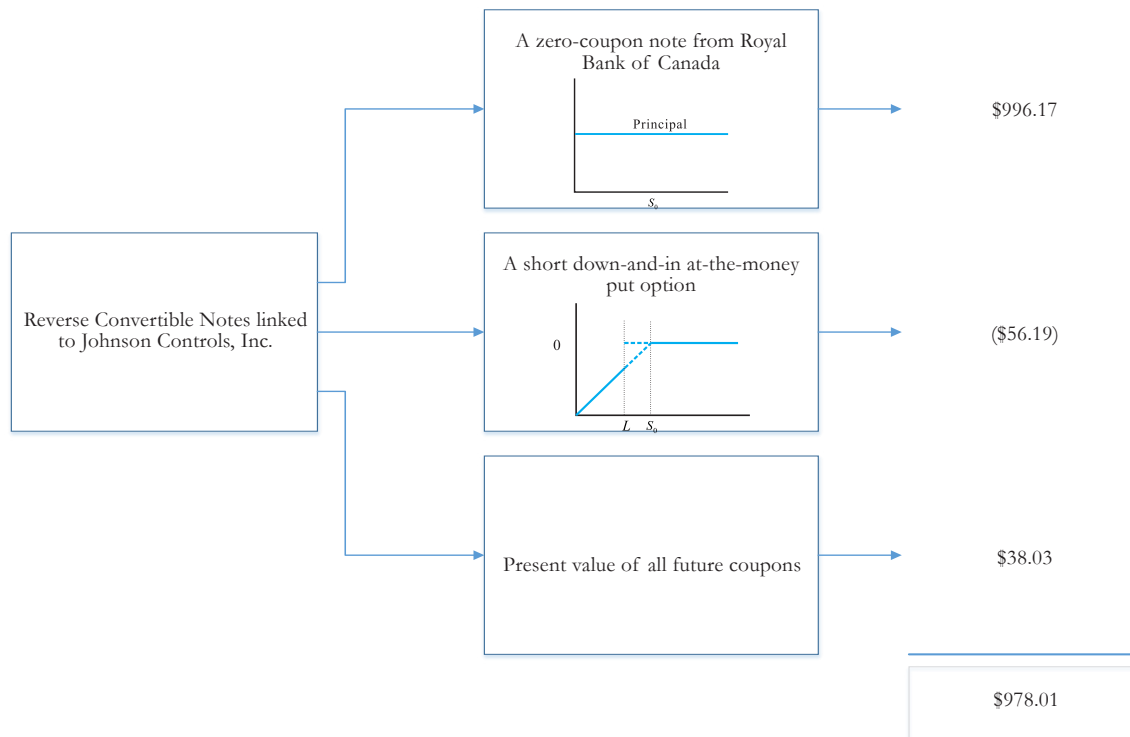 A zero-coupon note from Royal
Bank of Canada
Principal
S₀
$996.17
Reverse Convertible Notes linked
to Johnson Controls, Inc.
A short down-and-in at-the-money
put option
0
L
S₀
($56.19)
Present value of all future coupons
$38.03
$978.01